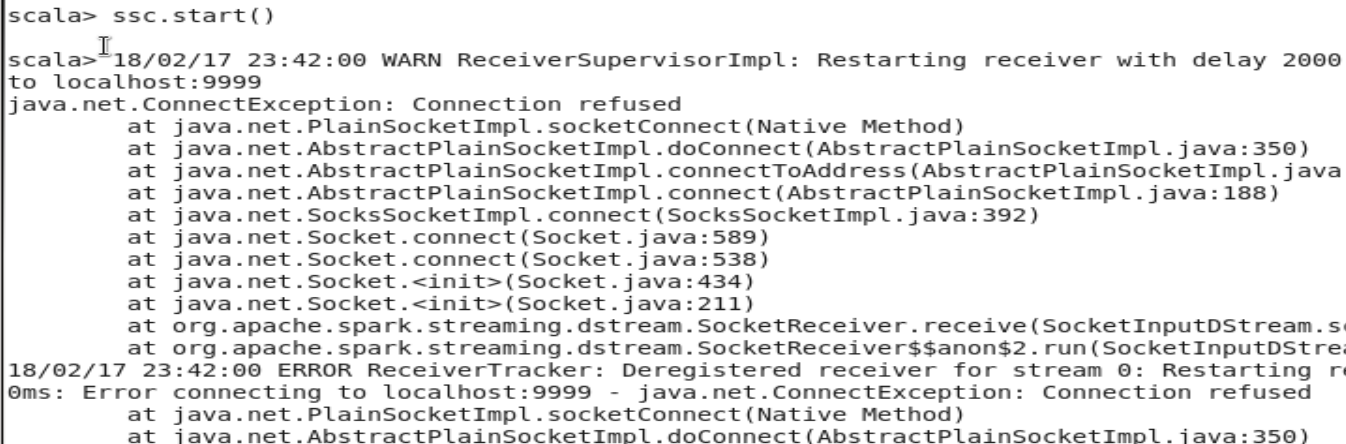 scala> ssc.start()
scala> 18/02/17 23:42:00 WARN ReceiverSupervisorImpl: Restarting receiver with delay 2000
to localhost:9999
java.net.ConnectException: Connection refused
at java.net.PlainSocketImpl.socketConnect(Native Method)
at java.net.AbstractPlainSocketImpl.doConnect(AbstractPlainSocketImpl.java:350)
at java.net.AbstractPlainSocketImpl.connectToAddress(AbstractPlainSocketImpl.java
at java.net.AbstractPlainSocketImpl.connect(AbstractPlainSocketImpl.java:188)
at java.net.SocksSocketImpl.connect(SocksSocketImpl.java:392)
at java.net.Socket.connect(Socket.java:589)
at java.net.Socket.connect(Socket.java:538)
at java.net.Socket.<init>(Socket.java:434)
at java.net.Socket.<init>(Socket.java:211)
at org.apache.spark.streaming.dstream.SocketReceiver.receive(SocketInputDStream.sc
at org.apache.spark.streaming.dstream.SocketReceiver$$anon$2.run(SocketInputDStrea
18/02/17 23:42:00 ERROR ReceiverTracker: Deregistered receiver for stream 0: Restarting re
0ms: Error connecting to localhost:9999 - java.net.ConnectException: Connection refused
at java.net.PlainSocketImpl.socketConnect(Native Method)
at java.net.AbstractPlainSocketImpl.doConnect(AbstractPlainSocketImpl.java:350)